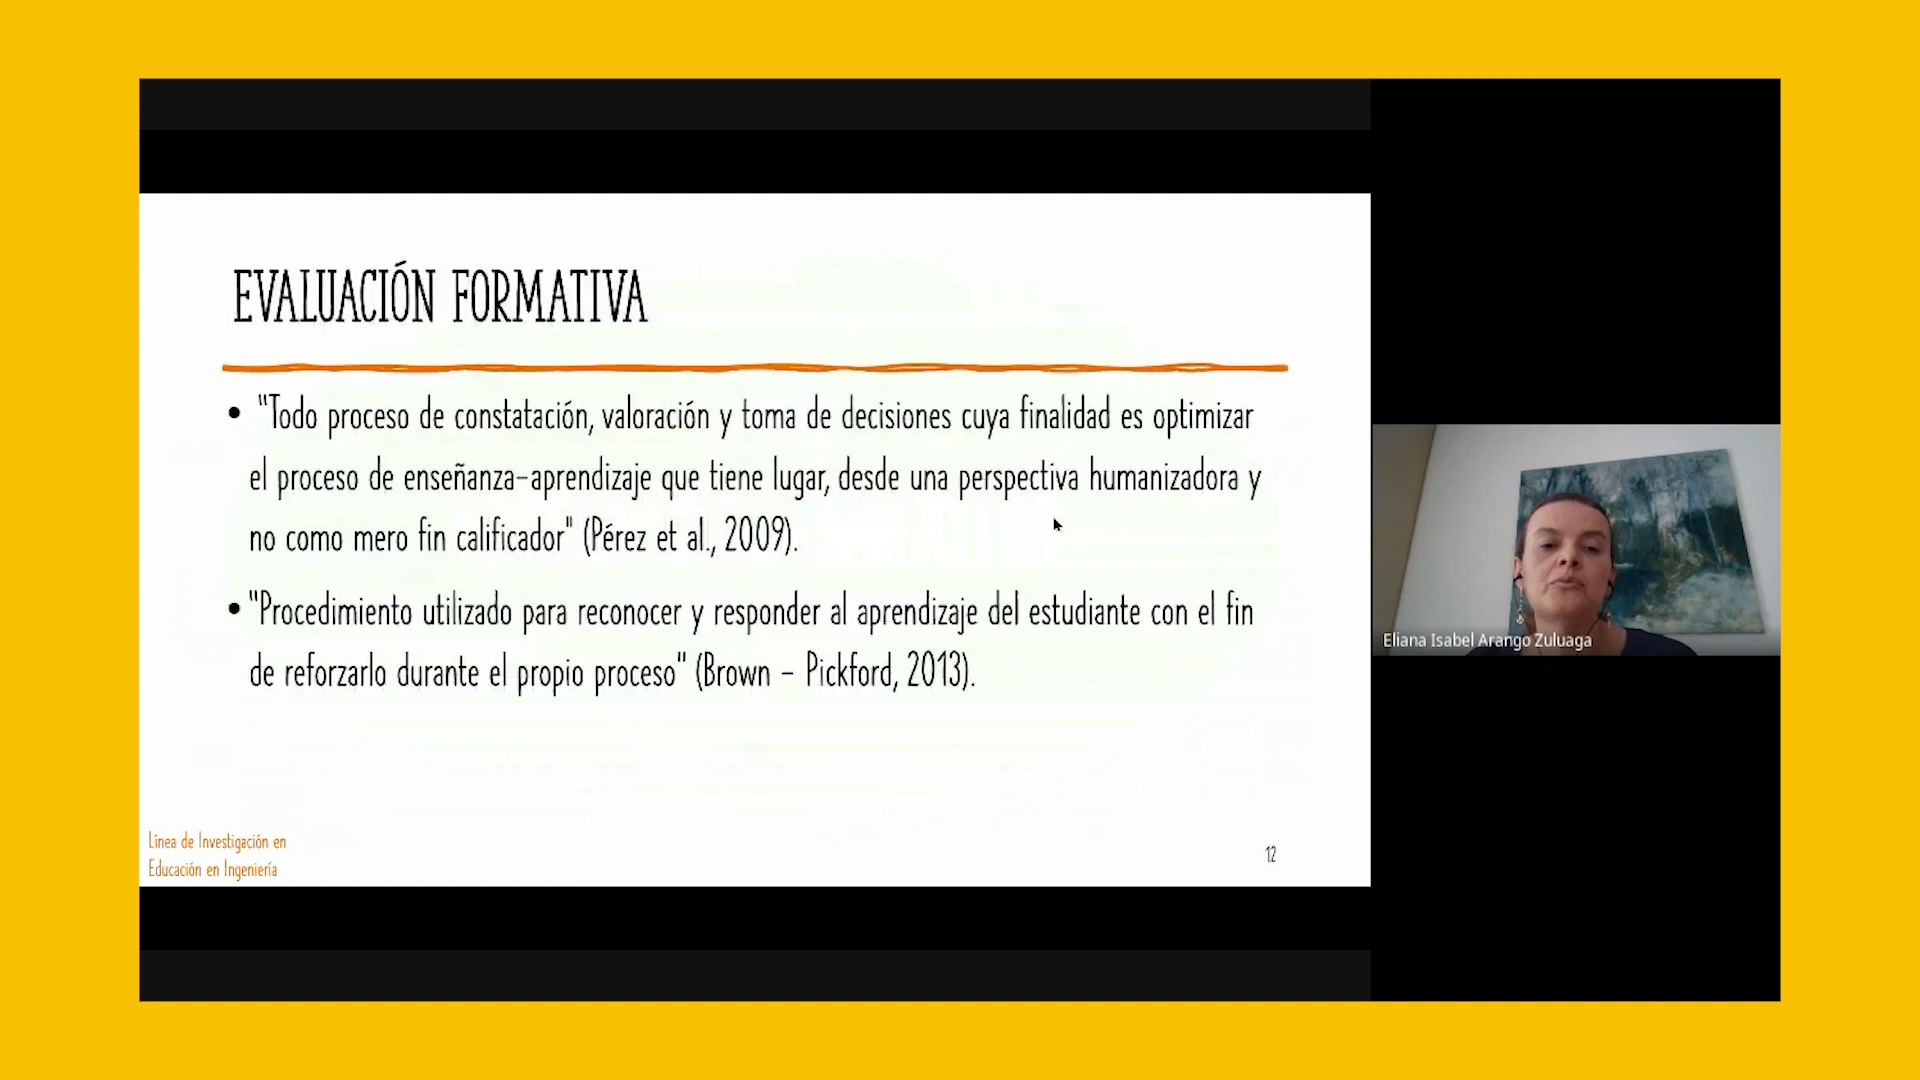 EVALUACIÓN FORMATIVA
• "Todo proceso de constatación, valoración y toma de decisiones cuya finalidad es optimizar
el proceso de enseñanza-aprendizaje que tiene lugar, desde una perspectiva humanizadora y
no como mero fin calificador" (Pérez et al., 2009).
• "Procedimiento utilizado para reconocer y responder al aprendizaje del estudiante con el fin
de reforzarlo durante el propio proceso" (Brown – Pickford, 2013).
Línea de Investigación en
Educación en Ingeniería
12
Eliana Isabel Arango Zuluaga